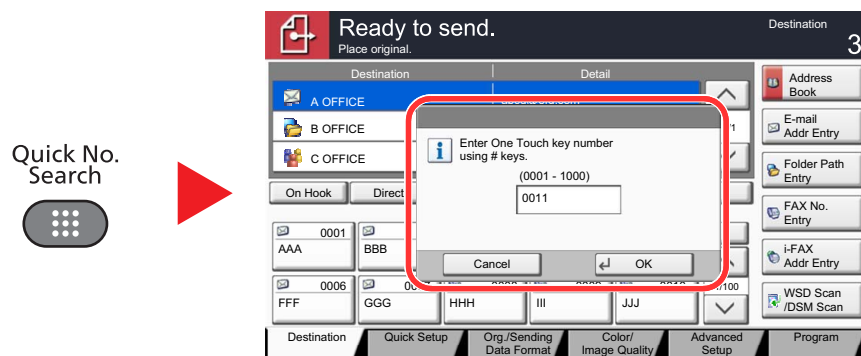 Quick No.
Search
Ready to send.
Place original.
Destination
3
Destination Detail
A OFFICE
B OFFICE
C OFFICE
Enter One Touch key number
using # keys.
(0001 - 1000)
0011
Cancel OK
On Hook Direct
0001
AAA
BBB
0006
FFF
GGG
HHH
III
JJJ
1/100
Address
Book
E-mail
Addr Entry
Folder Path
Entry
FAX No.
Entry
i-FAX
Addr Entry
WSD Scan
/DSM Scan
Destination
Quick Setup
Org./Sending
Data Format
Color/
Image Quality
Advanced
Setup
Program